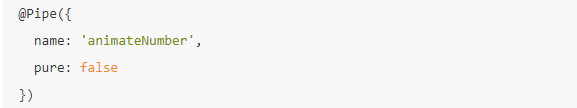 @Pipe({
  name: 'animateNumber',
  pure: false
})